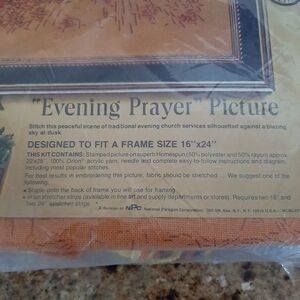 "Evening Prayer" Picture
Stitch this peaceful scene of traditional evening church services silhouetted against a blazing
sky at dusk.
DESIGNED TO FIT A FRAME SIZE 16"x24"
THIS KIT CONTAINS: Stamped picture on superb Homespun (50% polyester and 50% rayon) approx.
22"x28", 100% Orlon® acrylic yarn, needle and complete easy-to-follow instructions and diagram,
including most popular stitches.
For best results in embroidering this picture, fabric should be stretched ... We suggest one of the
following:
• Staple onto the back of frame you will use for framing
• or on stretcher strips (available in fine art and supply departments or stores). Requires two 16" and
two 24" stretcher strips.
A division of NPC National Paragon Corporation,